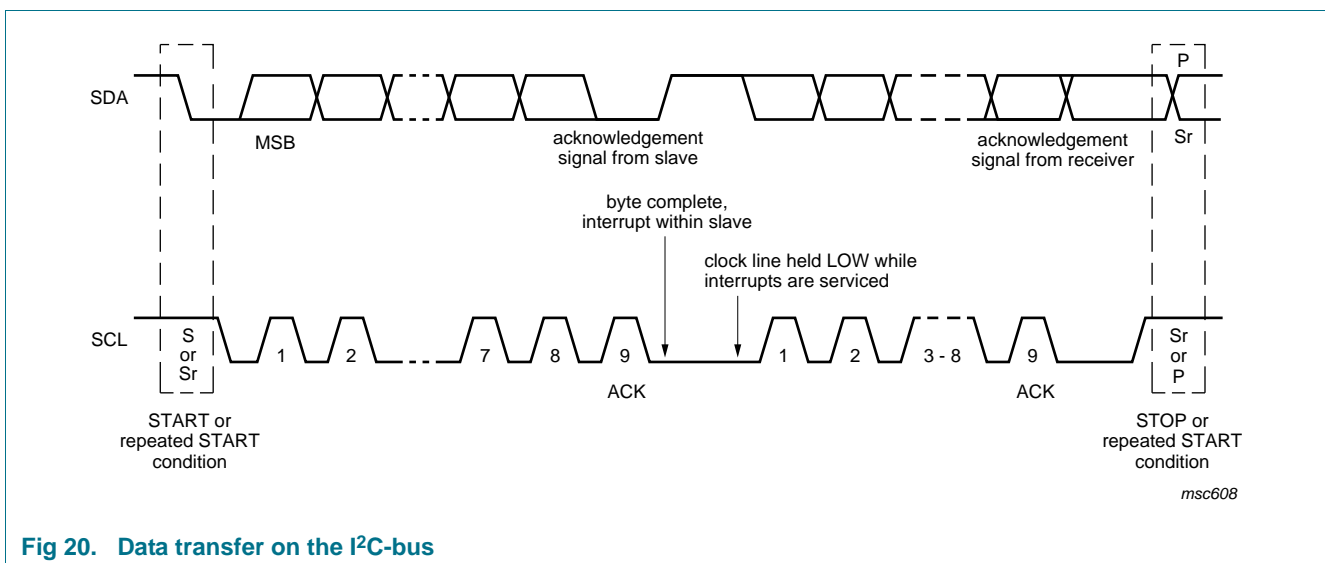 P
SDA
MSB
acknowledgement
signal from slave
acknowledgement
signal from receiver
Sr
byte complete,
interrupt within slave
clock line held LOW while
interrupts are serviced
SCL
S
or
Sr
1
2
7
8
9
1
2
3 - 8
9
Sr
or
P
ACK
ACK
START or
repeated START
condition
STOP or
repeated START
condition
msc608
Fig 20. Data transfer on the I²C-bus